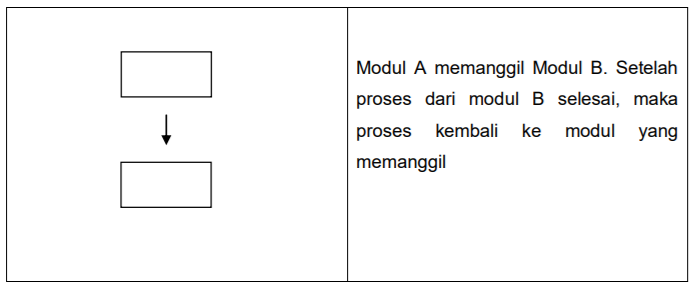 Modul A memanggil Modul B. Setelah
proses dari modul B selesai, maka
proses kembali ke modul yang
memanggil